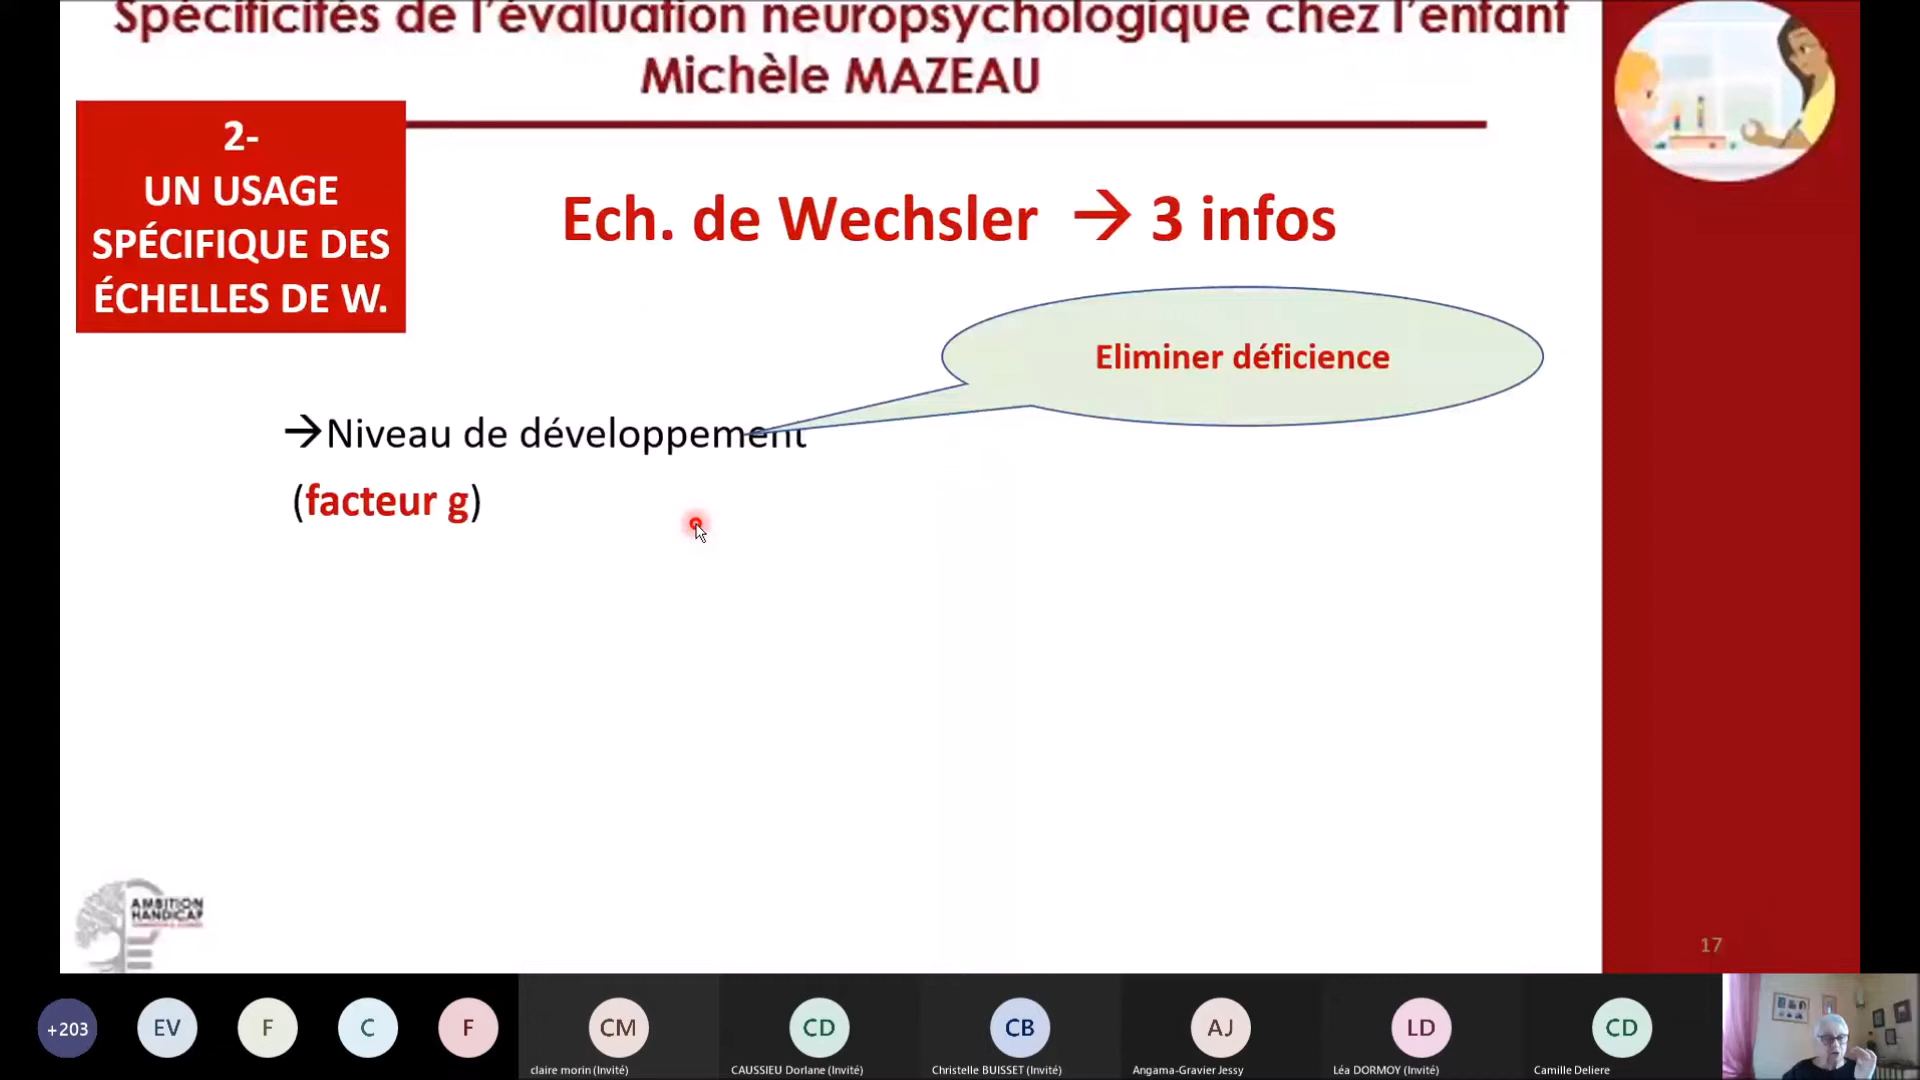 Spécificités de l'évaluation neuropsychologique chez l'enfant
Michèle MAZEAU
2-
UN USAGE
SPÉCIFIQUE DES
ÉCHELLES DE W.
Ech. de Wechsler → 3 infos
Eliminer déficience
→Niveau de développement
(facteur g)
AMBITION
HANDICAP
17
+203
EV
F
C
F
CM
CD
CB
AJ
LD
CD
claire morin (Invité)
CAUSSIEU Dorlane (Invité)
Christelle BUISSET (Invité)
Angama-Gravier Jessy
Léa DORMOY (Invité)
Camille Deliere